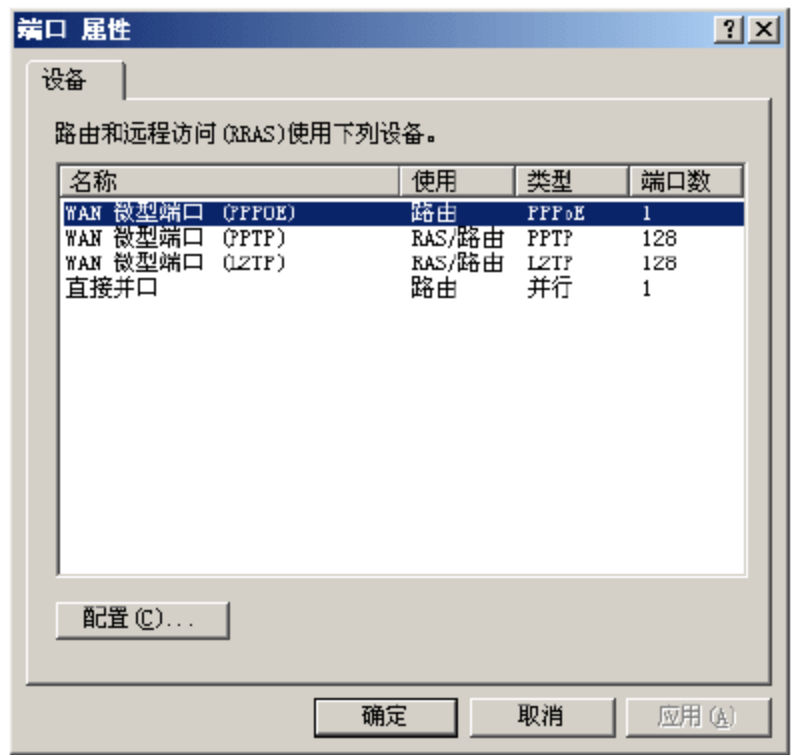 端口 属性
设备
路由和远程访问(RRAS)使用下列设备。
名称 使用 类型 端口数
WAN 微型端口 (PPPOE) 路由 PPPoE 1
WAN 微型端口 (PPTP) RAS/路由 PPTP 128
WAN 微型端口 (L2TP) RAS/路由 L2TP 128
直接并口 路由 并行 1
配置(C)...
确定 取消 应用(A)